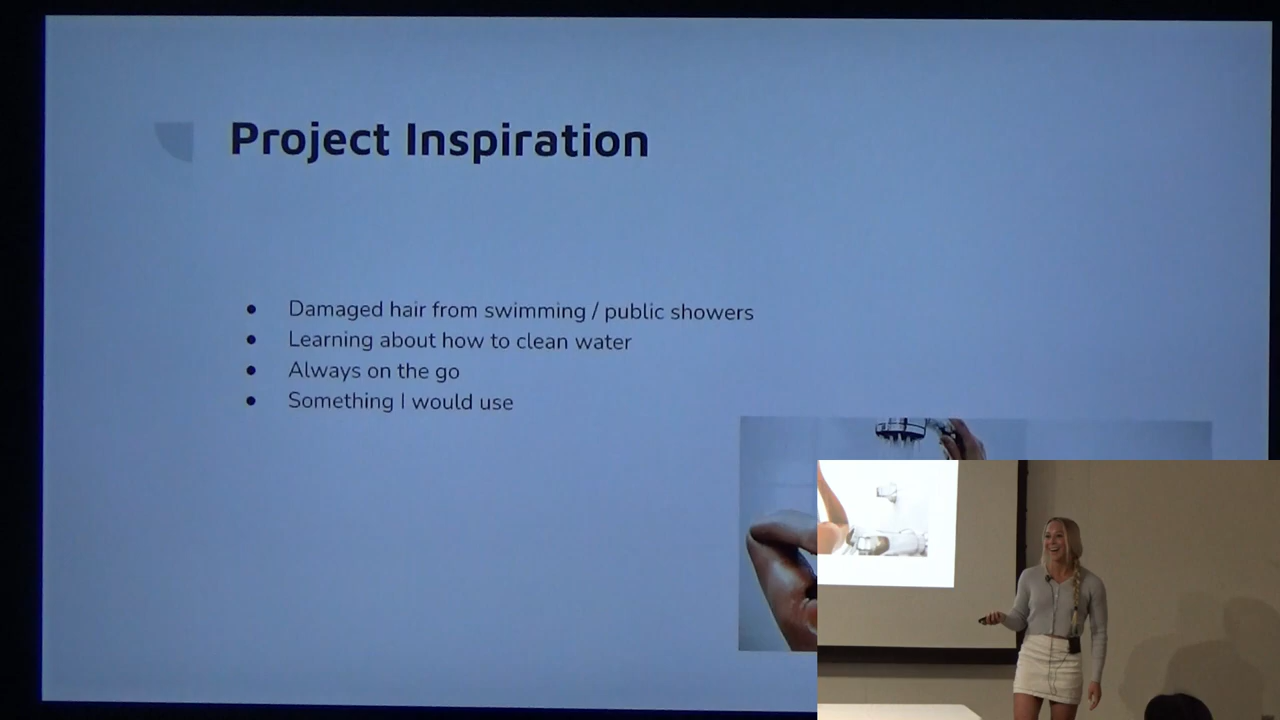 Project Inspiration
● Damaged hair from swimming / public showers
● Learning about how to clean water
● Always on the go
● Something I would use